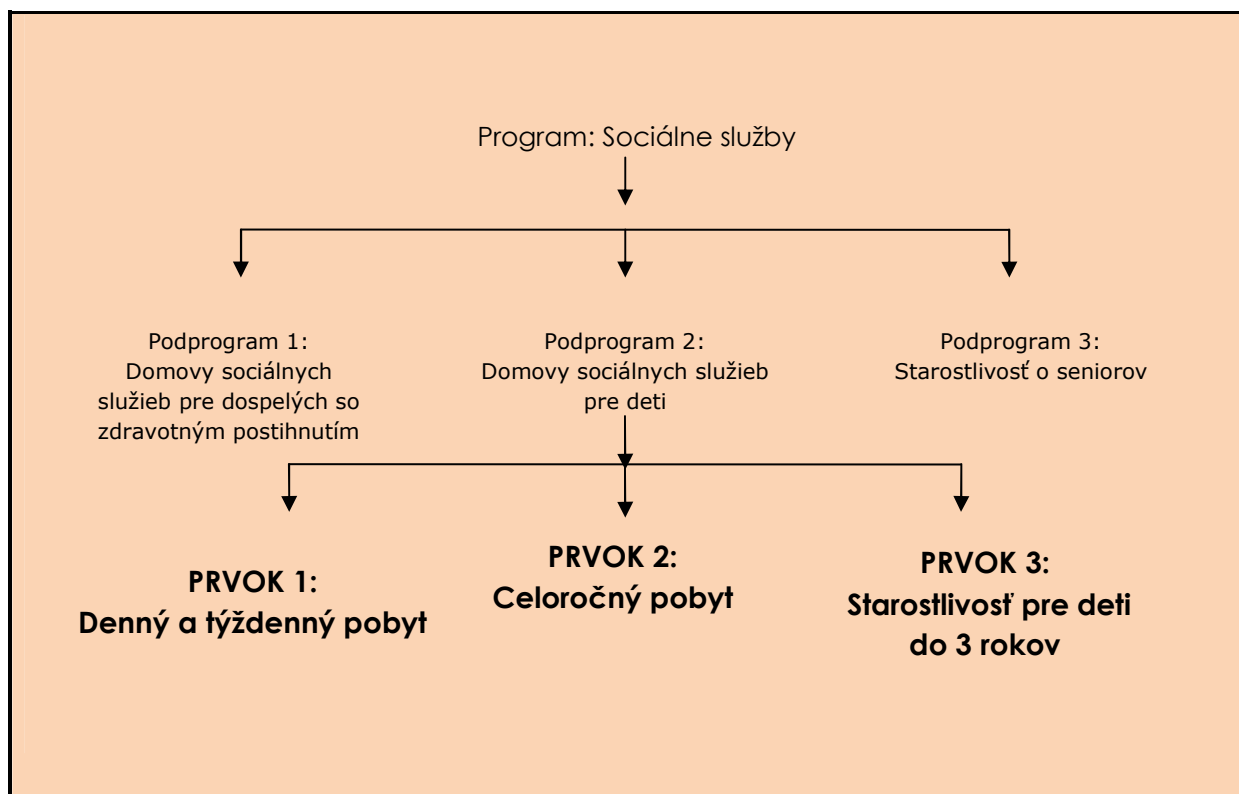 Program: Sociálne služby
Podprogram 1:
Domovy sociálnych
služieb pre dospelých so
zdravotným postihnutím
Podprogram 2:
Domovy sociálnych služieb
pre deti
Podprogram 3:
Starostlivosť o seniorov
PRVOK 1:
Denný a týždenný pobyt
PRVOK 2:
Celoročný pobyt
PRVOK 3:
Starostlivosť pre deti
do 3 rokov